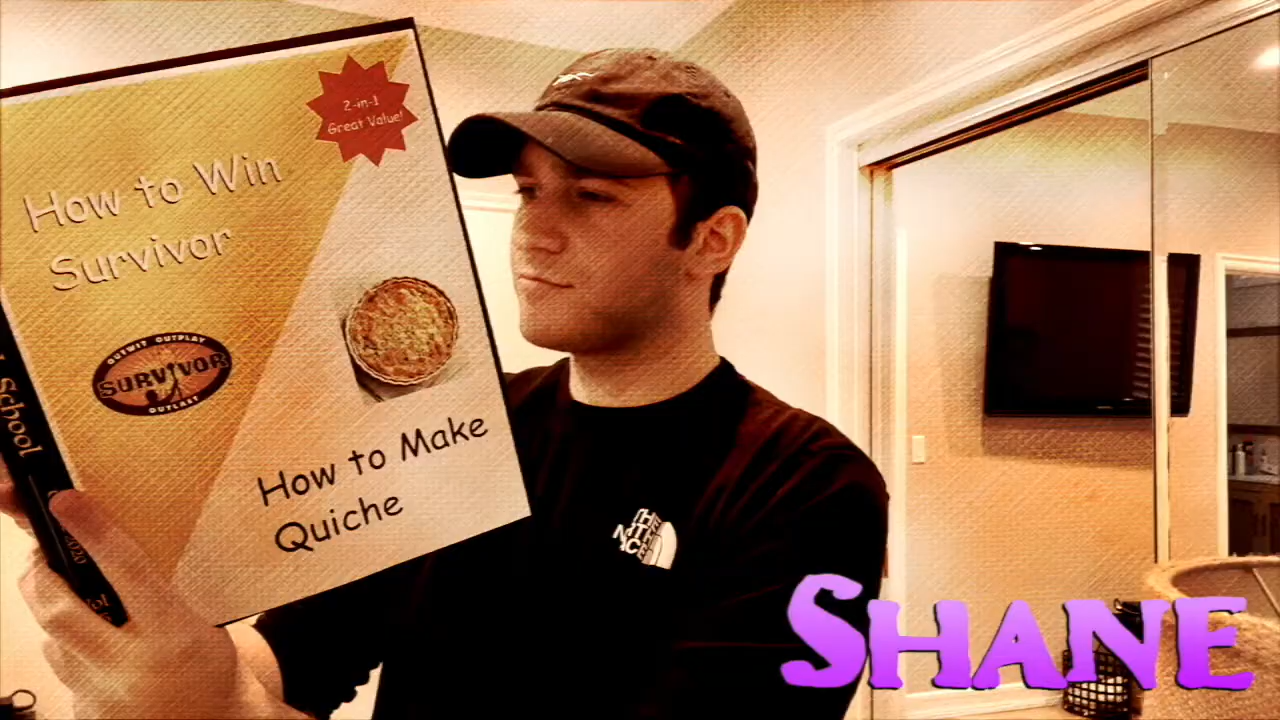 2-in-1
Great Value!
How to Win
Survivor
OUTWIT OUTPLAY
SURVIVOR
OUTLAST
How to Make
Quiche
School
2020
THE
NORTH
FACE
SHANE